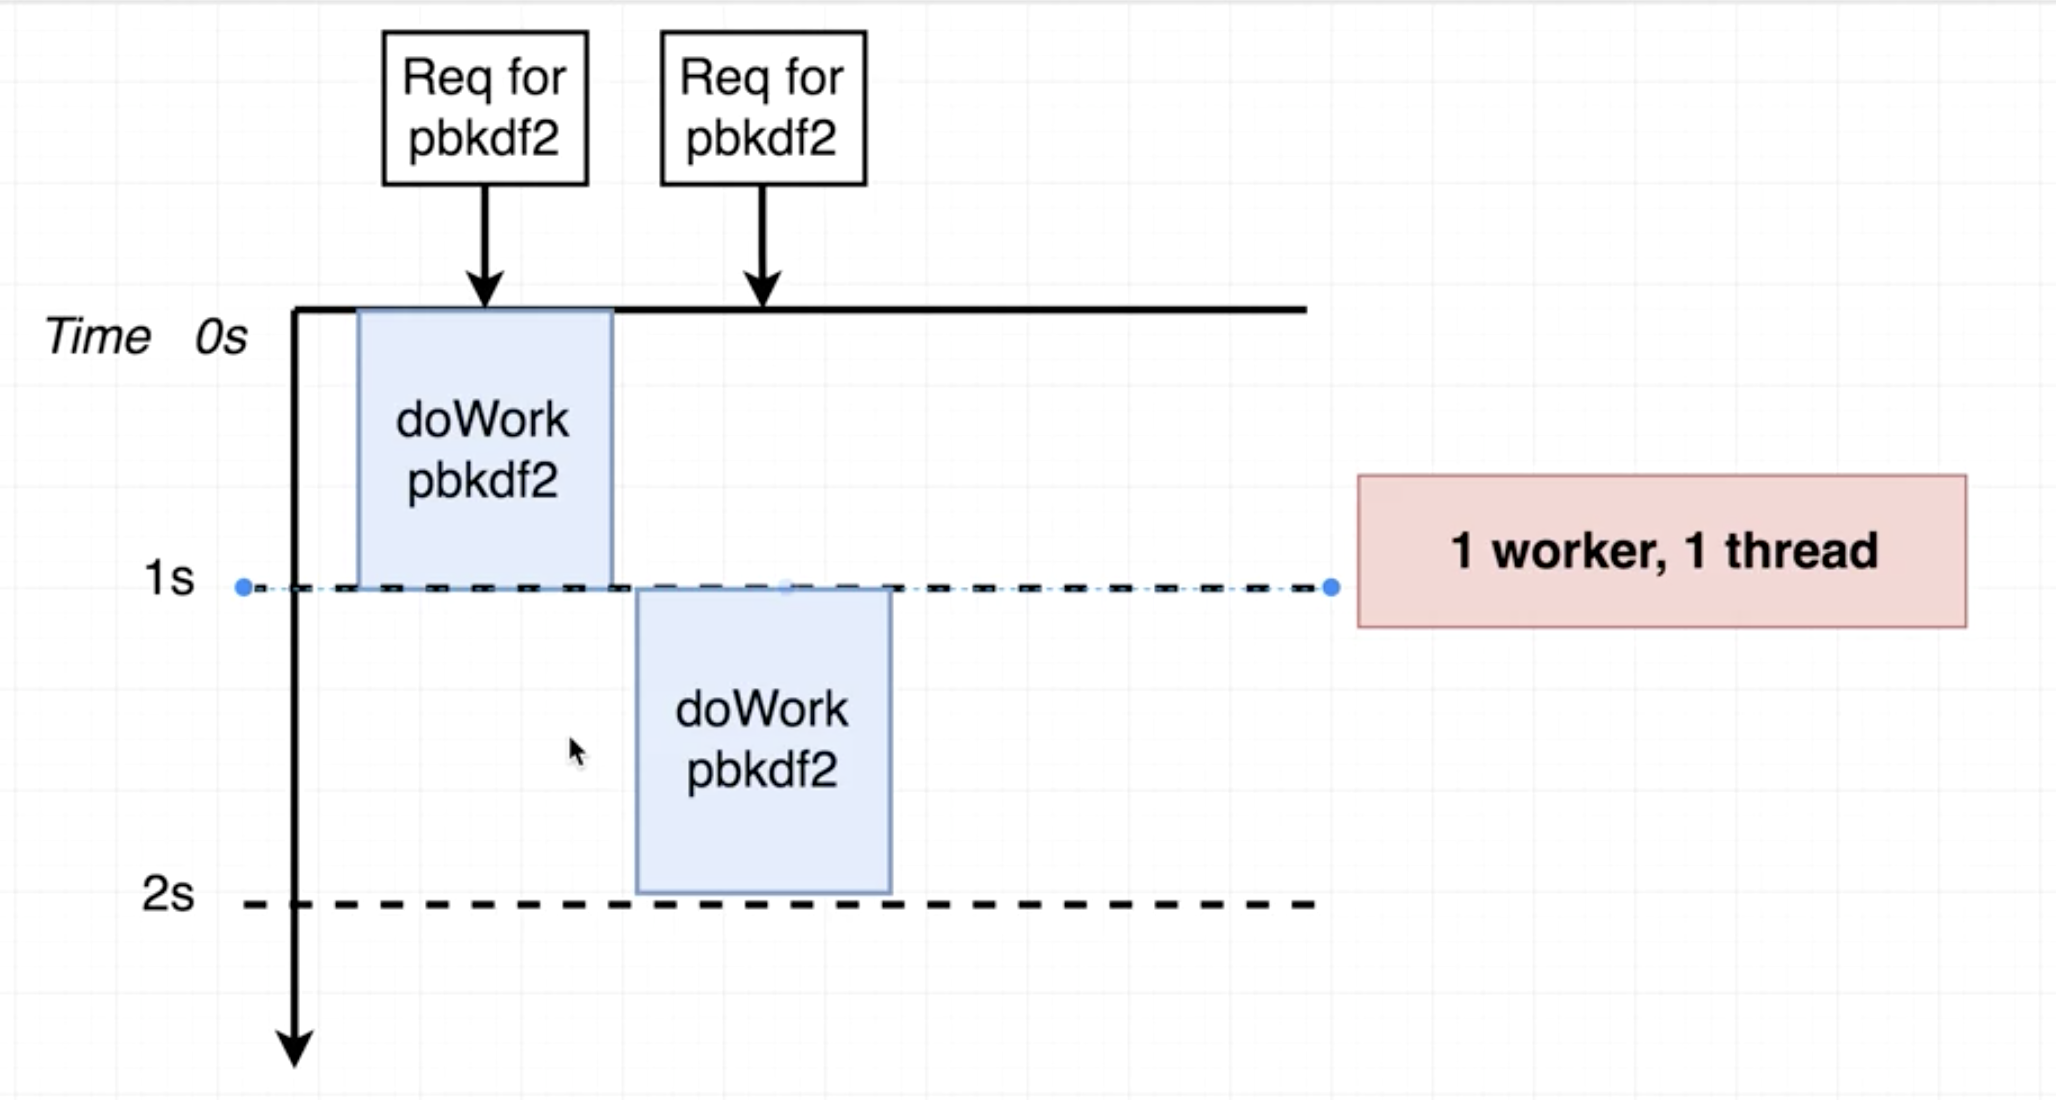 Req for
pbkdf2
Req for
pbkdf2
Time 0s
doWork
pbkdf2
1s
1 worker, 1 thread
doWork
pbkdf2
2s